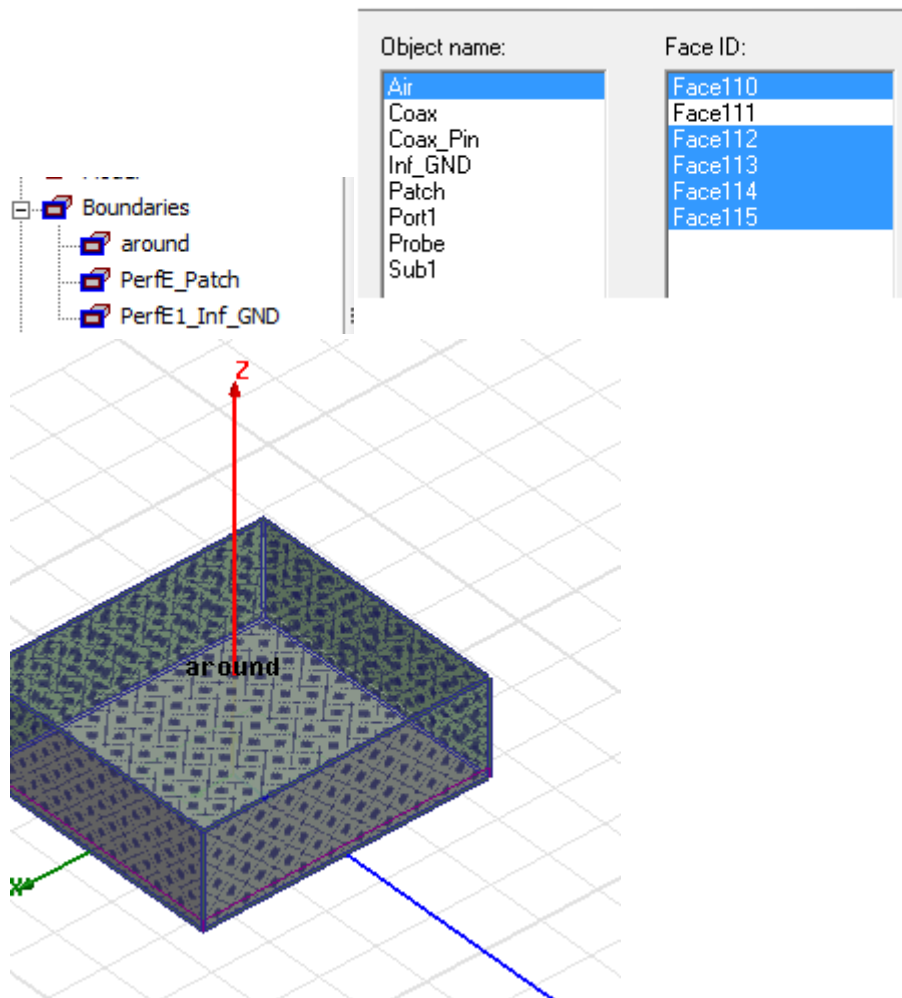 Object name:
Face ID:
Air
Coax
Coax_Pin
Inf_GND
Patch
Port1
Probe
Sub1
Face110
Face111
Face112
Face113
Face114
Face115
Boundaries
around
PerfE_Patch
PerfE1_Inf_GND
Z
around
X